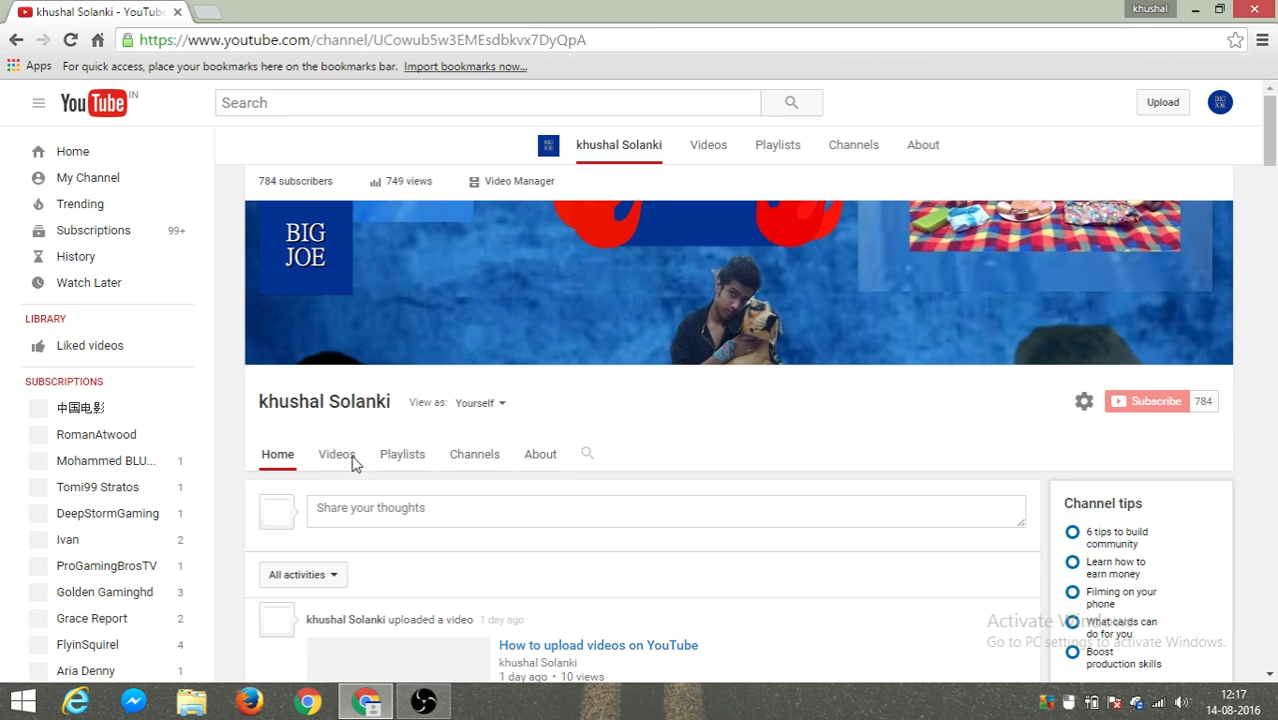 khushal Solanki - YouTube
khushal
https://www.youtube.com/channel/UCowub5w3EMEsdbkvx7DyQpA
Apps For quick access, place your bookmarks here on the bookmarks bar. Import bookmarks now...
YouTube IN
Search
Upload
BIG JOE
khushal Solanki Videos Playlists Channels About
Home
My Channel
Trending
Subscriptions 99+
History
Watch Later
LIBRARY
Liked videos
SUBSCRIPTIONS
中国电影
RomanAtwood
Mohammed BLU... 1
Tomi99 Stratos 1
DeepStormGaming 1
Ivan 2
ProGamingBrosTV 1
Golden Gaminghd 3
Grace Report 2
FlyinSquirel 4
Aria Denny 1
784 subscribers 749 views Video Manager
BIG
JOE
khushal Solanki View as: Yourself
Subscribe 784
Home Videos Playlists Channels About
Share your thoughts
All activities
khushal Solanki uploaded a video 1 day ago
How to upload videos on YouTube
khushal Solanki
1 day ago • 10 views
Channel tips
6 tips to build
community
Learn how to
earn money
Filming on your
phone
What cards can
do for you
Boost
production skills
Activate Windows
Go to PC settings to activate Windows.
12:17
14-08-2016